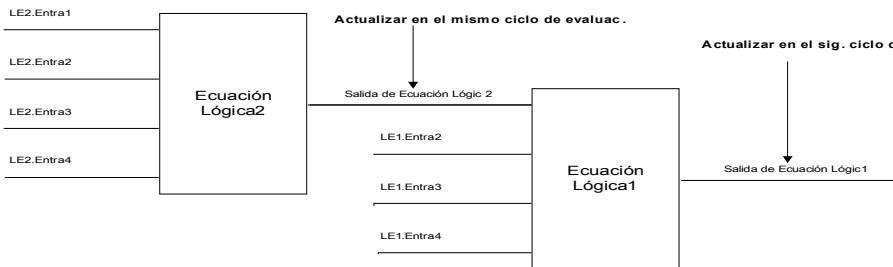 LE2.Entra1
LE2.Entra2
LE2.Entra3
LE2.Entra4
Ecuación
Lógica2
Actualizar en el mismo ciclo de evaluac.
Salida de Ecuación Lógic 2
LE1.Entra2
LE1.Entra3
LE1.Entra4
Ecuación
Lógica1
Actualizar en el sig. ciclo d
Salida de Ecuación Lógic1